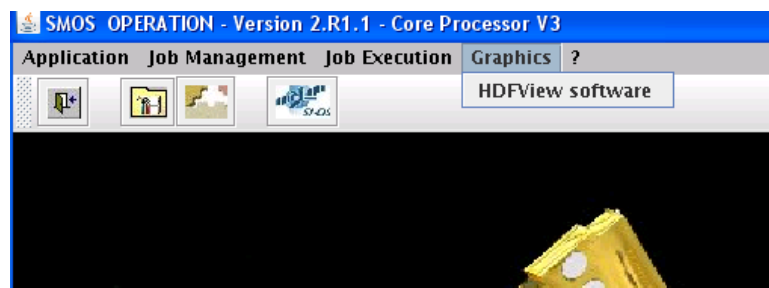 SMOS OPERATION - Version 2.R1.1 - Core Processor V3
Application Job Management Job Execution Graphics ?
HDFView software